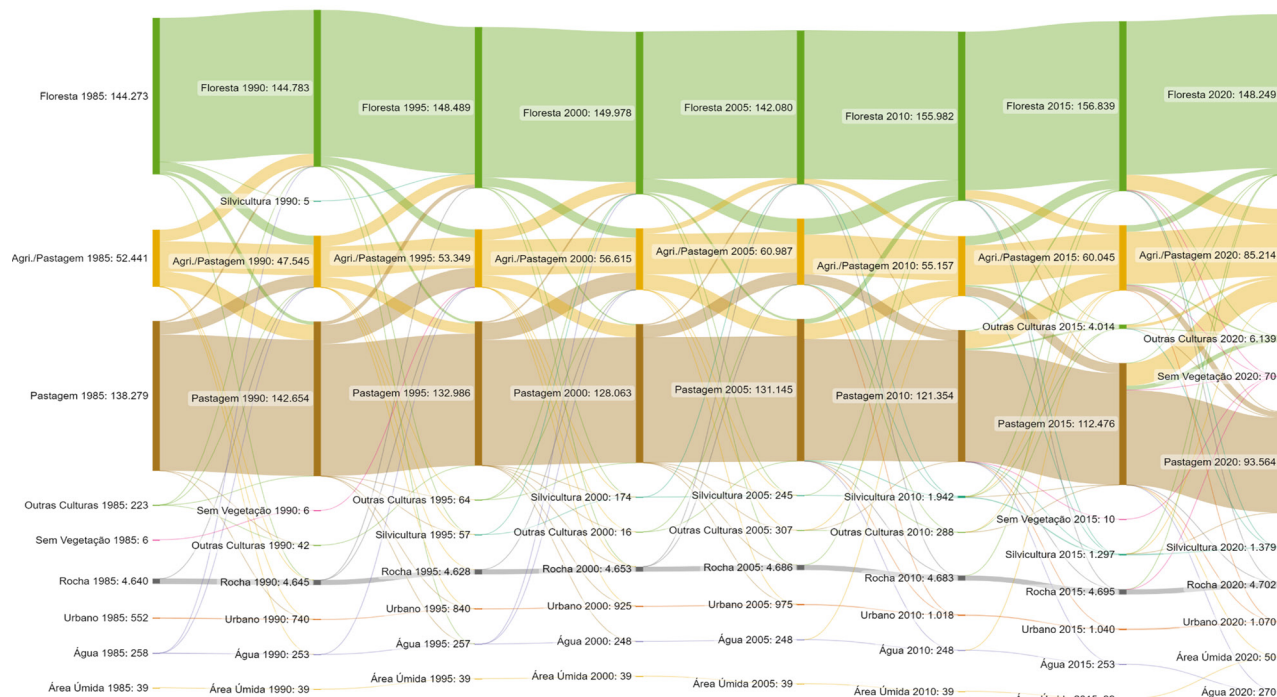 Floresta 1985: 144.273
Agri./Pastagem 1985: 52.441
Pastagem 1985: 138.279
Outras Culturas 1985: 223
Sem Vegetação 1985: 6
Rocha 1985: 4.640
Urbano 1985: 552
Água 1985: 258
Área Úmida 1985: 39
Floresta 1990: 144.783
Silvicultura 1990: 5
Agri./Pastagem 1990: 47.545
Pastagem 1990: 142.654
Sem Vegetação 1990: 6
Outras Culturas 1990: 42
Rocha 1990: 4.645
Urbano 1990: 740
Água 1990: 253
Área Úmida 1990: 39
Floresta 1995: 148.489
Agri./Pastagem 1995: 53.349
Pastagem 1995: 132.986
Outras Culturas 1995: 64
Silvicultura 1995: 57
Rocha 1995: 4.628
Urbano 1995: 840
Água 1995: 257
Área Úmida 1995: 39
Floresta 2000: 149.978
Agri./Pastagem 2000: 56.615
Pastagem 2000: 128.063
Silvicultura 2000: 174
Outras Culturas 2000: 16
Rocha 2000: 4.653
Urbano 2000: 925
Água 2000: 248
Área Úmida 2000: 39
Floresta 2005: 142.080
Agri./Pastagem 2005: 60.987
Pastagem 2005: 131.145
Silvicultura 2005: 245
Outras Culturas 2005: 307
Rocha 2005: 4.686
Urbano 2005: 975
Água 2005: 248
Área Úmida 2005: 39
Floresta 2010: 155.982
Agri./Pastagem 2010: 55.157
Pastagem 2010: 121.354
Silvicultura 2010: 1.942
Outras Culturas 2010: 288
Rocha 2010: 4.683
Urbano 2010: 1.018
Água 2010: 248
Área Úmida 2010: 39
Floresta 2015: 156.839
Agri./Pastagem 2015: 60.045
Outras Culturas 2015: 4.014
Pastagem 2015: 112.476
Sem Vegetação 2015: 10
Silvicultura 2015: 1.297
Rocha 2015: 4.695
Urbano 2015: 1.040
Água 2015: 253
Floresta 2020: 148.249
Agri./Pastagem 2020: 85.214
Outras Culturas 2020: 6.139
Sem Vegetação 2020: 70
Pastagem 2020: 93.564
Silvicultura 2020: 1.379
Rocha 2020: 4.702
Urbano 2020: 1.070
Área Úmida 2020: 50
Água 2020: 270